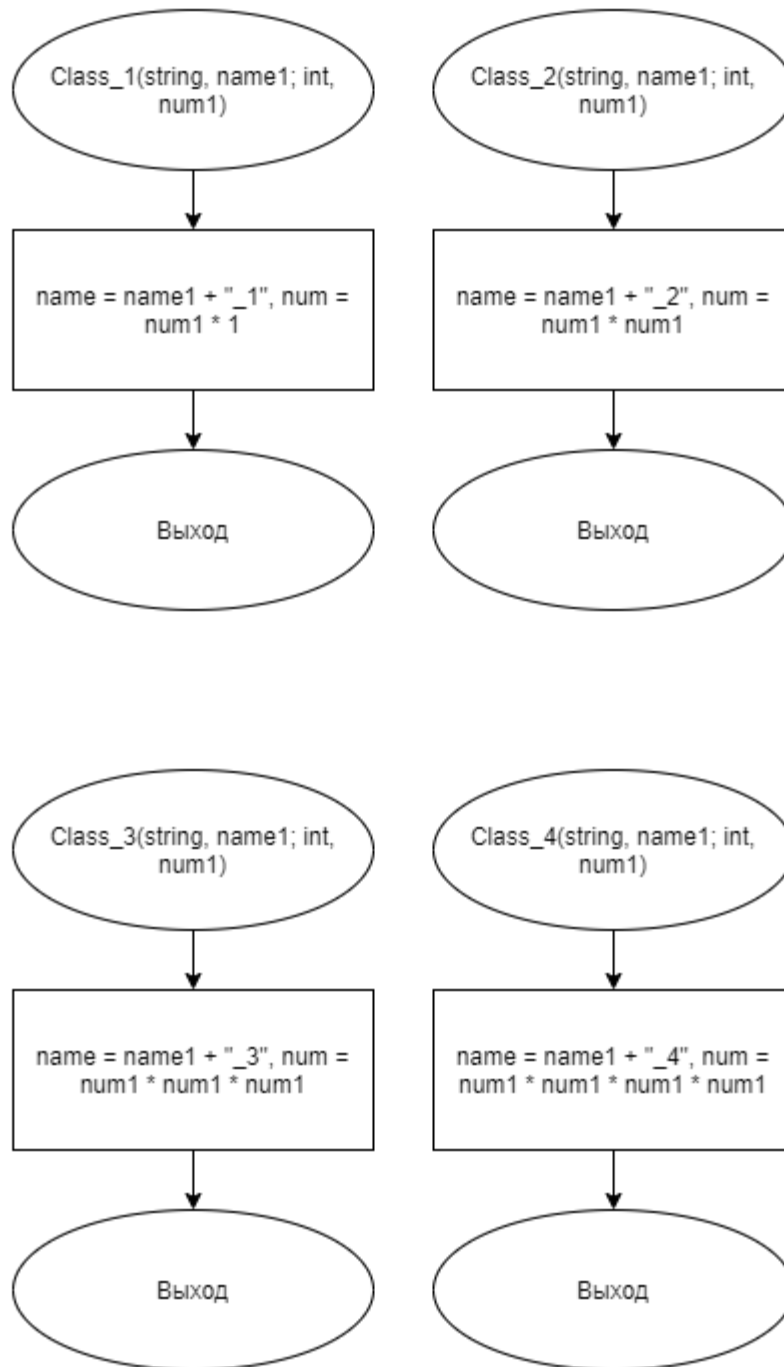 Class_1(string, name1; int,
num1)
Class_2(string, name1; int,
num1)
name = name1 + "_1", num =
num1 * 1
name = name1 + "_2", num =
num1 * num1
Выход
Выход
Class_3(string, name1; int,
num1)
Class_4(string, name1; int,
num1)
name = name1 + "_3", num =
num1 * num1 * num1
name = name1 + "_4", num =
num1 * num1 * num1 * num1
Выход
Выход